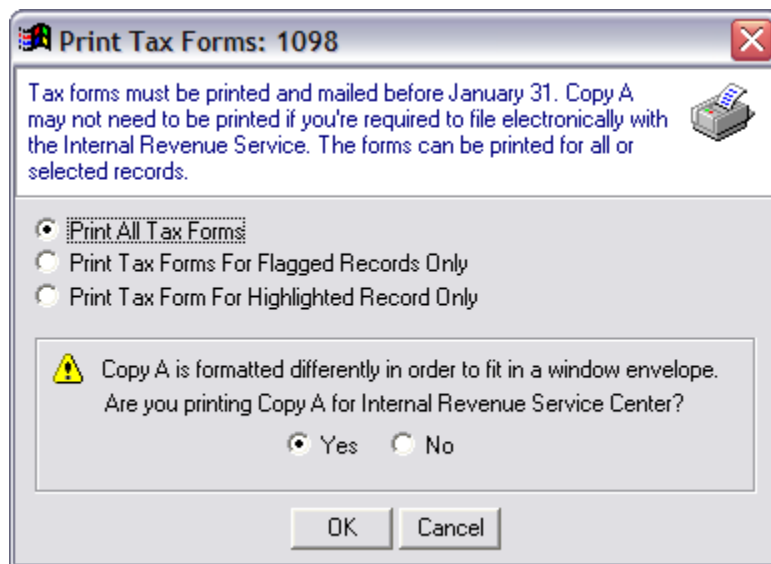 Print Tax Forms: 1098
Tax forms must be printed and mailed before January 31. Copy A
may not need to be printed if you're required to file electronically with
the Internal Revenue Service. The forms can be printed for all or
selected records.
Print All Tax Forms
Print Tax Forms For Flagged Records Only
Print Tax Form For Highlighted Record Only
Copy A is formatted differently in order to fit in a window envelope.
Are you printing Copy A for Internal Revenue Service Center?
Yes No
OK Cancel